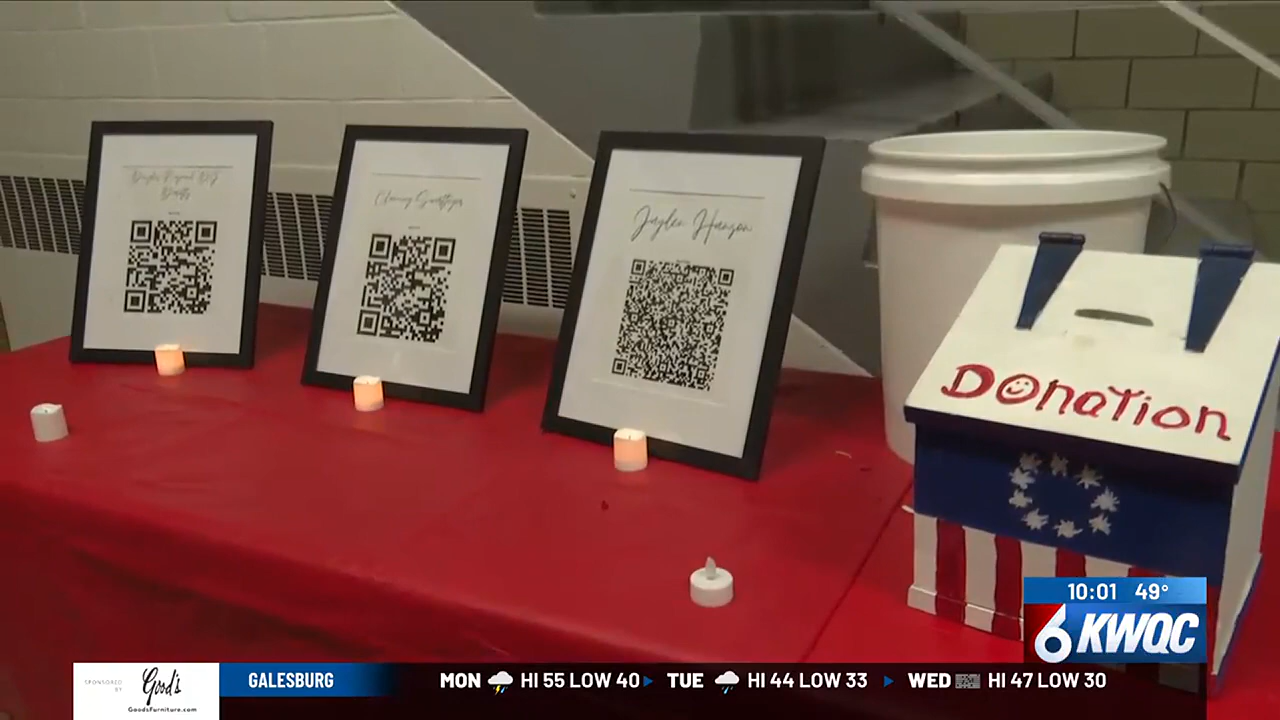 Jaylen Hanson
Donation
10:01 49°
6 KWQC
SPONSORED BY
Good's
GoodsFurniture.com
GALESBURG
MON HI 55 LOW 40 TUE HI 44 LOW 33 WED HI 47 LOW 30